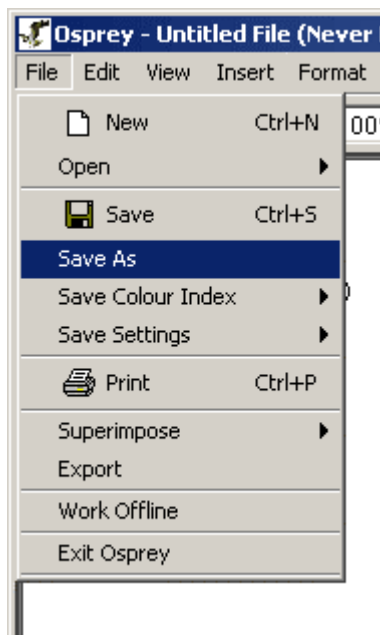 Osprey - Untitled File (Never
File Edit View Insert Format
New Ctrl+N
Open
Save Ctrl+S
Save As
Save Colour Index
Save Settings
Print Ctrl+P
Superimpose
Export
Work Offline
Exit Osprey